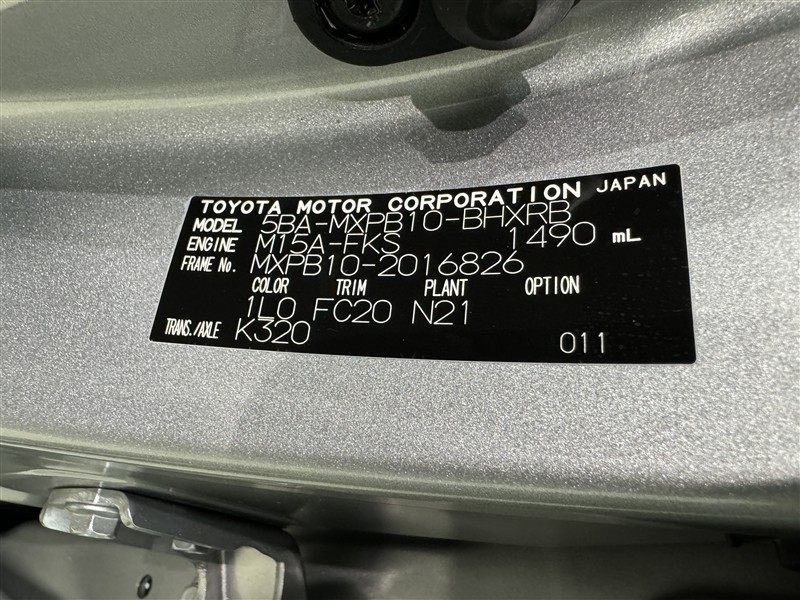 TOYOTA MOTOR CORPORATION JAPAN
MODEL 5BA-MXPB10-BHXRB
ENGINE M15A-FKS 1490 mL
FRAME No. MXPB10-2016826
COLOR TRIM PLANT OPTION
1L0 FC20 N21
TRANS./AXLE K320 011